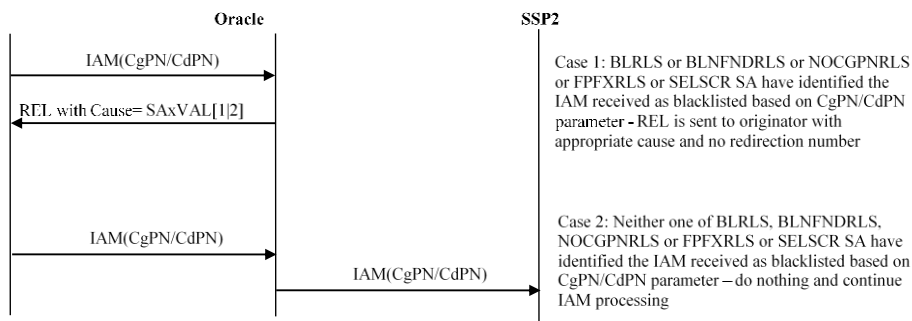 Oracle
SSP2
IAM(CgPN/CdPN)
REL with Cause= SAxVAL[1|2]
Case 1: BLRLS or BLNFNDRLS or NOCGPNRLS
or FPFXRLS or SELSCR SA have identified the
IAM received as blacklisted based on CgPN/CdPN
parameter - REL is sent to originator with
appropriate cause and no redirection number
IAM(CgPN/CdPN)
IAM(CgPN/CdPN)
Case 2: Neither one of BLRLS, BLNFNDRLS,
NOCGPNRLS or FPFXRLS or SELSCR SA have
identified the IAM received as blacklisted based on
CgPN/CdPN parameter – do nothing and continue
IAM processing